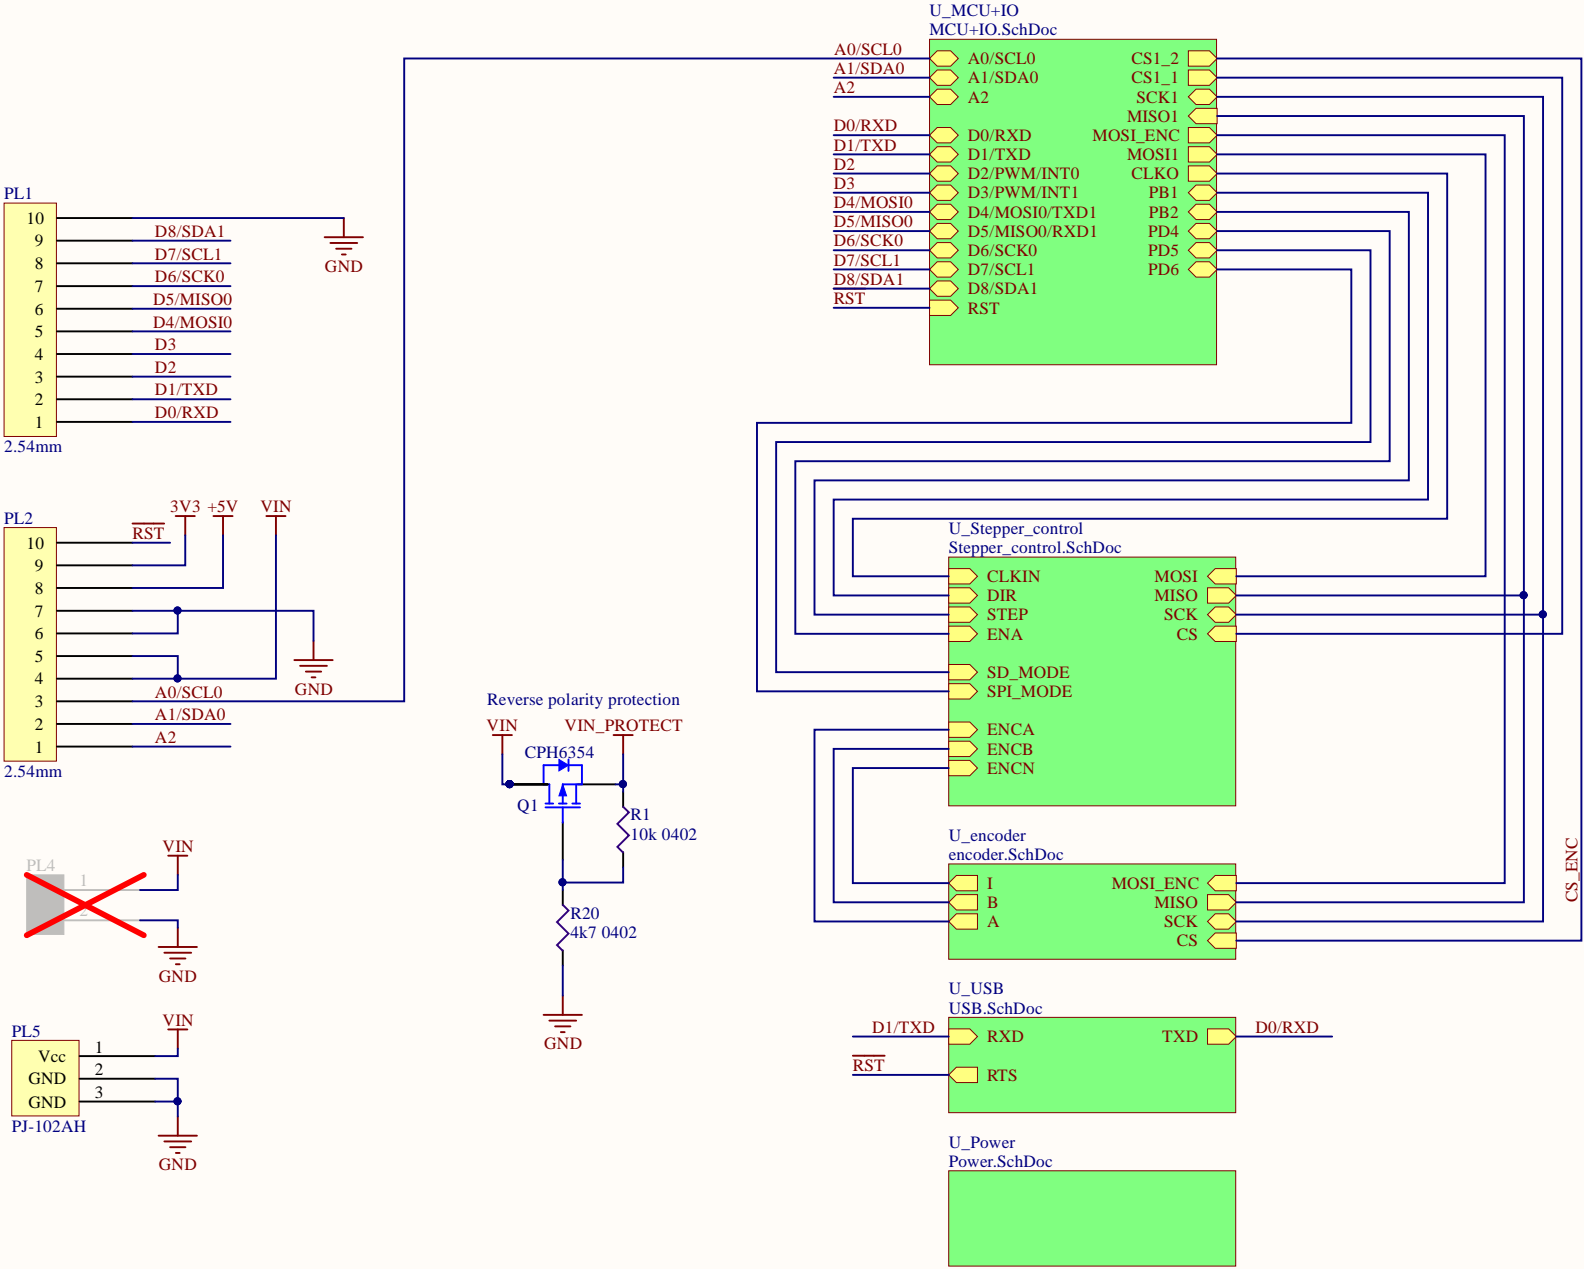 U_MCU+IO
MCU+IO.SchDoc
A0/SCL0
A1/SDA0
A2
D0/RXD
D1/TXD
D2
D3
D4/MOSI0
D5/MISO0
D6/SCK0
D7/SCL1
D8/SDA1
RST
A0/SCL0
A1/SDA0
A2
D0/RXD
D1/TXD
D2/PWM/INT0
D3/PWM/INT1
D4/MOSI0/TXD1
D5/MISO0/RXD1
D6/SCK0
D7/SCL1
D8/SDA1
RST
CS1_2
CS1_1
SCK1
MISO1
MOSI_ENC
MOSI1
CLKO
PB1
PB2
PD4
PD5
PD6
PL1
10
9 D8/SDA1
8 D7/SCL1
7 D6/SCK0
6 D5/MISO0
5 D4/MOSI0
4 D3
3 D2
2 D1/TXD
1 D0/RXD
2.54mm
GND
PL2
3V3 +5V VIN
10 RST
9
8
7
6
5
4
3 A0/SCL0
2 A1/SDA0
1 A2
2.54mm
GND
Reverse polarity protection
VIN VIN_PROTECT
CPH6354
Q1
R1
10k 0402
R20
4k7 0402
GND
PL4
1
2
VIN
GND
PL5
VIN
Vcc 1
GND 2
GND 3
PJ-102AH
GND
U_Stepper_control
Stepper_control.SchDoc
CLKIN
DIR
STEP
ENA
SD_MODE
SPI_MODE
ENCA
ENCB
ENCN
MOSI
MISO
SCK
CS
U_encoder
encoder.SchDoc
I
B
A
MOSI_ENC
MISO
SCK
CS
CS_ENC
U_USB
USB.SchDoc
D1/TXD RXD TXD D0/RXD
RST RTS
U_Power
Power.SchDoc